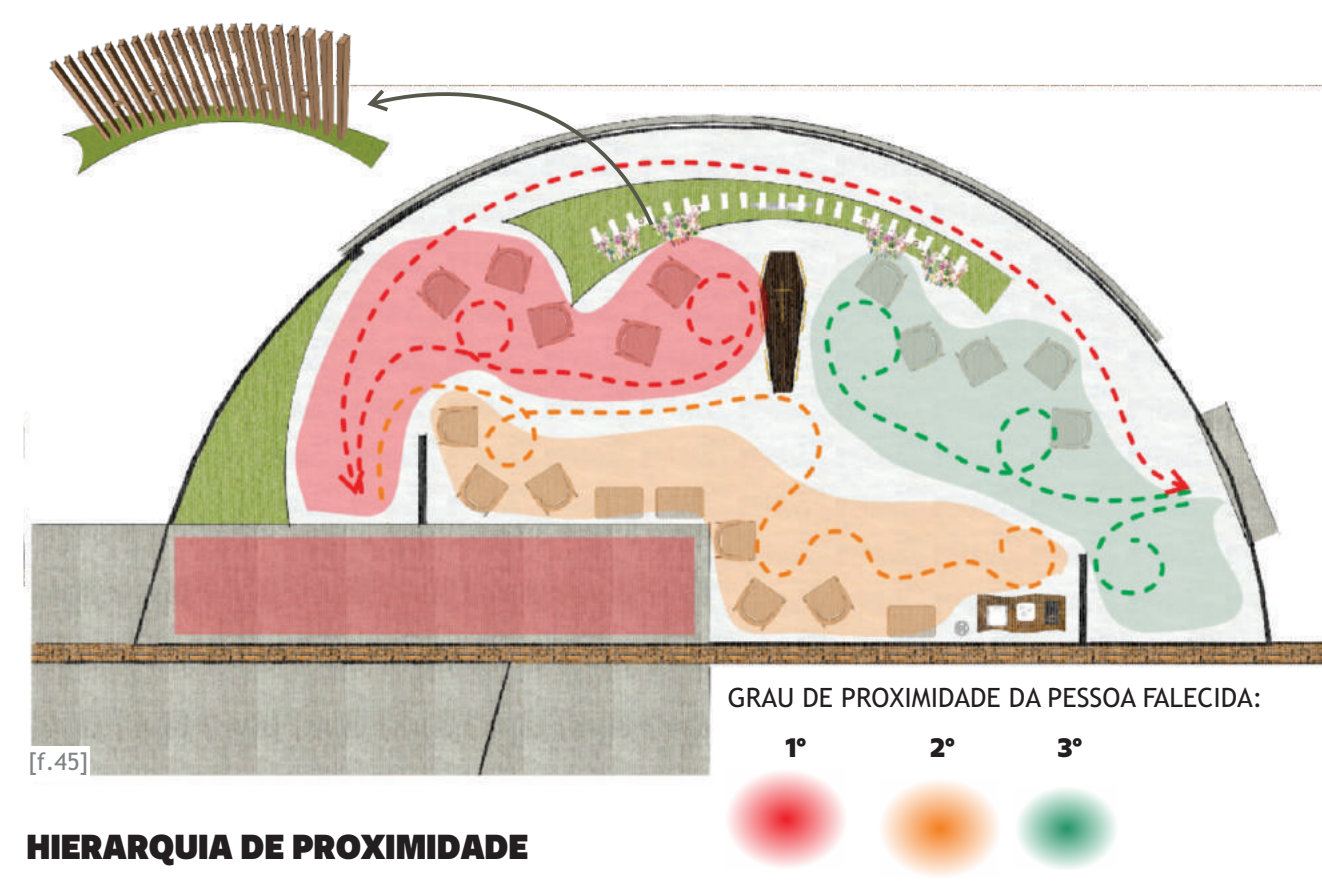 GRAU DE PROXIMIDADE DA PESSOA FALECIDA:
1º 2º 3º
[f.45]
HIERARQUIA DE PROXIMIDADE